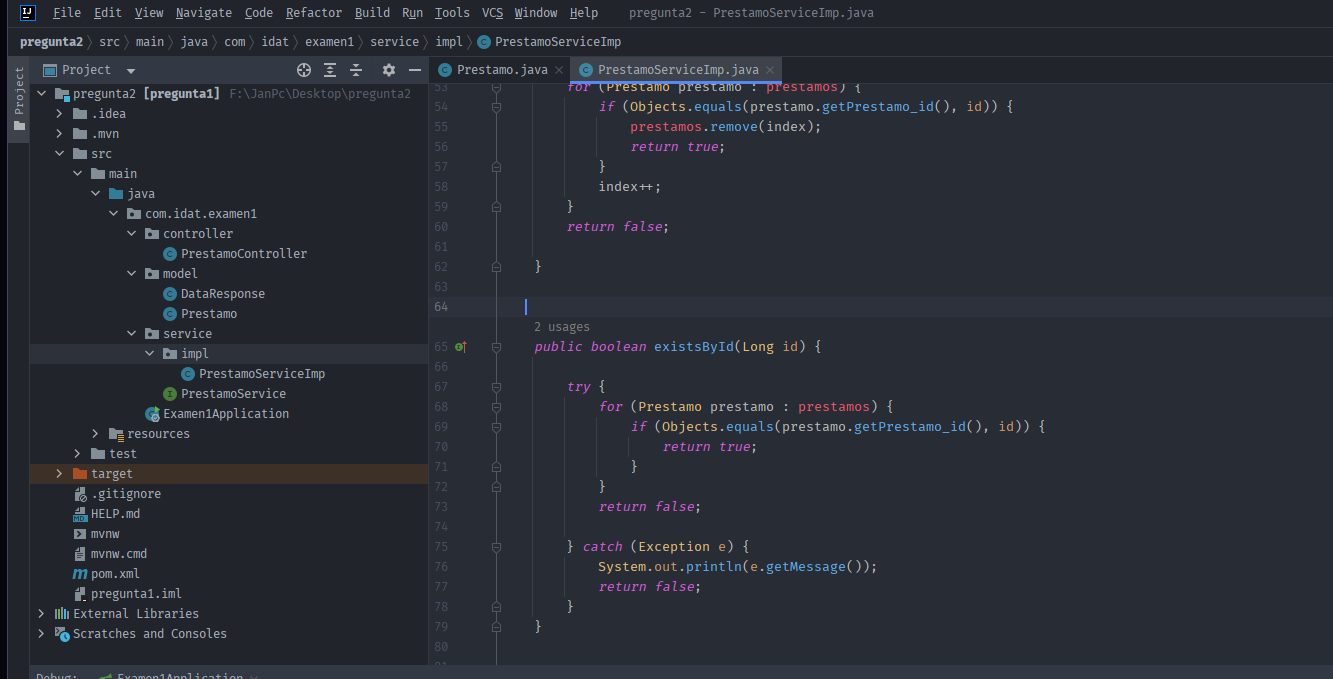 IJ File Edit View Navigate Code Refactor Build Run Tools VCS Window Help pregunta2 - PrestamoServiceImp.java
pregunta2 src main java com idat examen1 service impl PrestamoServiceImp
Project
Project
pregunta2 [pregunta1] F:\JanPc\Desktop\pregunta2
.idea
.mvn
src
main
java
com.idat.examen1
controller
PrestamoController
model
DataResponse
Prestamo
service
impl
PrestamoServiceImp
PrestamoService
Examen1Application
resources
test
target
.gitignore
HELP.md
mvnw
mvnw.cmd
pom.xml
pregunta1.iml
External Libraries
Scratches and Consoles
Prestamo.java PrestamoServiceImp.java
53 for (Prestamo prestamo : prestamos) {
54 if (Objects.equals(prestamo.getPrestamo_id(), id)) {
55 prestamos.remove(index);
56 return true;
57 }
58 index++;
59 }
60 return false;
61
62 }
63
64
2 usages
65 public boolean existsById(Long id) {
66
67 try {
68 for (Prestamo prestamo : prestamos) {
69 if (Objects.equals(prestamo.getPrestamo_id(), id)) {
70 return true;
71 }
72 }
73 return false;
74
75 } catch (Exception e) {
76 System.out.println(e.getMessage());
77 return false;
78 }
79 }
80
81
Debug: Examen1Application